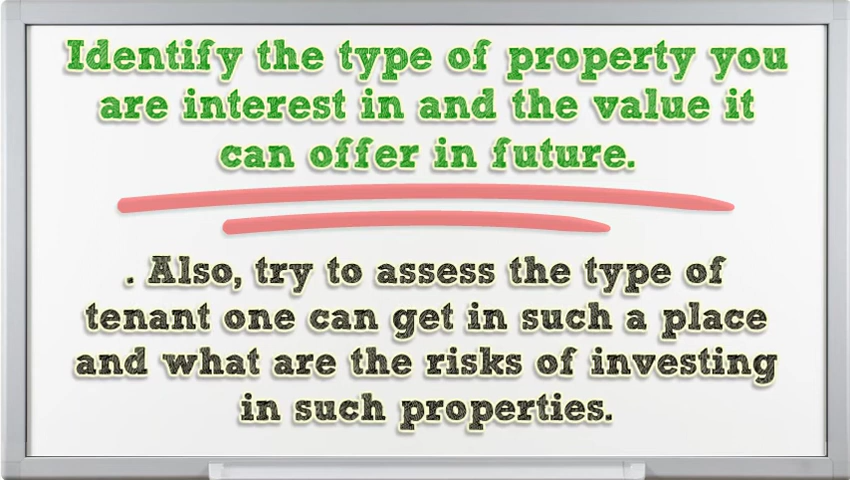 Identify the type of property you
are interest in and the value it
can offer in future.
. Also, try to assess the type of
tenant one can get in such a place
and what are the risks of investing
in such properties.